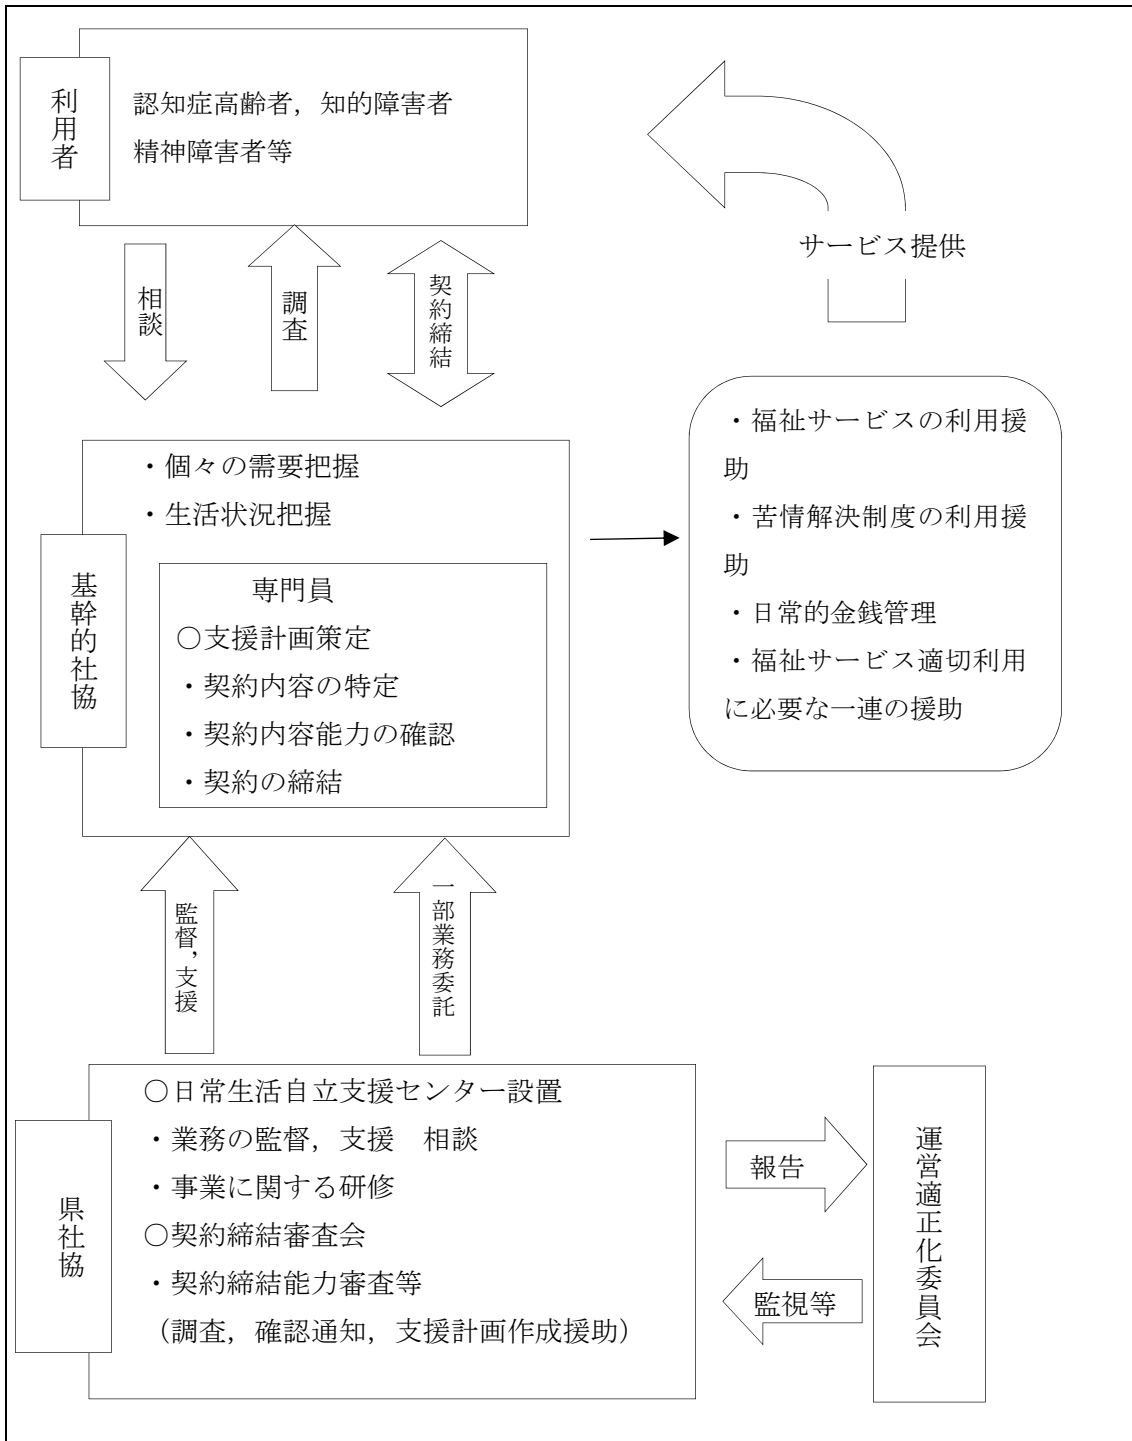 利用者
認知症高齢者，知的障害者
精神障害者等
サービス提供
相談
調査
契約締結
・個々の需要把握
・生活状況把握
基幹的社協
専門員
○支援計画策定
・契約内容の特定
・契約内容能力の確認
・契約の締結
・福祉サービスの利用援
助
・苦情解決制度の利用援
助
・日常的金銭管理
・福祉サービス適切利用
に必要な一連の援助
監督，支援
一部業務委託
県社協
○日常生活自立支援センター設置
・業務の監督，支援　相談
・事業に関する研修
○契約締結審査会
・契約締結能力審査等
（調査，確認通知，支援計画作成援助）
報告
監視等
運営適正化委員会